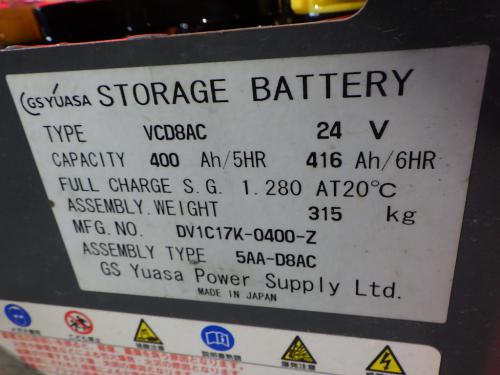 GS YUASA STORAGE BATTERY
TYPE VCD8AC 24 V
CAPACITY 400 Ah/5HR 416 Ah/6HR
FULL CHARGE S.G. 1.280 AT20℃
ASSEMBLY.WEIGHT 315 kg
MFG.NO. DV1C17K-0400-Z
ASSEMBLY TYPE 5AA-D8AC
GS Yuasa Power Supply Ltd.
MADE IN JAPAN